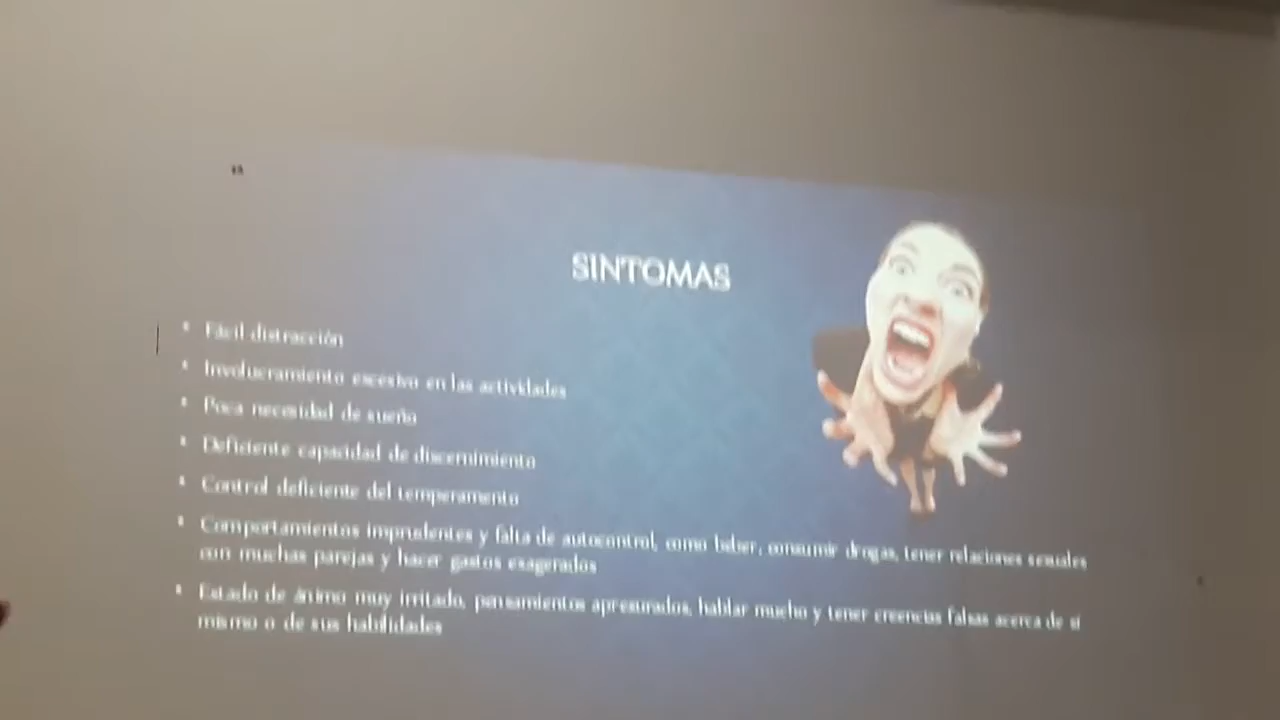 SINTOMAS
• Fácil distracción
• Involucramiento excesivo en las actividades
• Poca necesidad de sueño
• Deficiente capacidad de discernimiento
• Control deficiente del temperamento
• Comportamientos imprudentes y falta de autocontrol, como beber, consumir drogas, tener relaciones sexuales
con muchas parejas y hacer gastos exagerados
• Estado de ánimo muy irritado, pensamientos apresurados, hablar mucho y tener creencias falsas acerca de sí
mismo o de sus habilidades